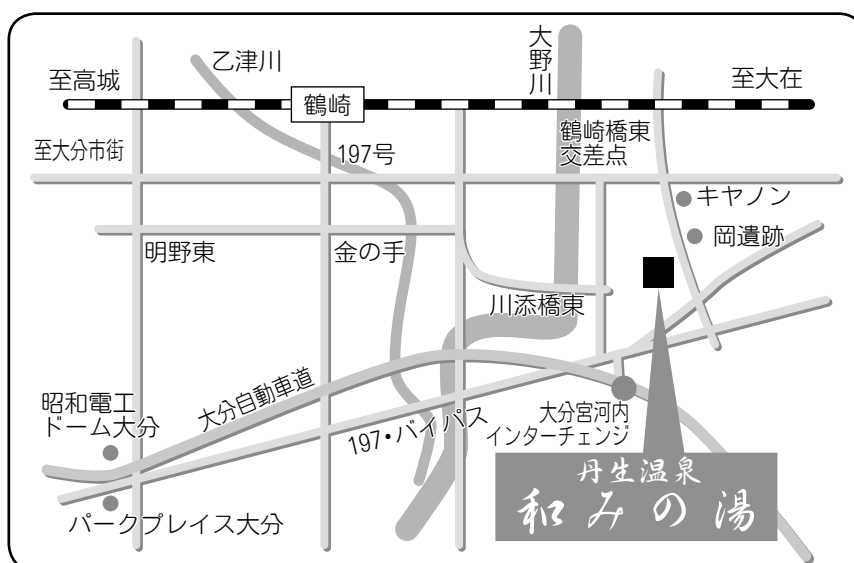 乙津川
大野川
至高城
鶴崎
至大在
至大分市街
197号
鶴崎橋東
交差点
キヤノン
岡遺跡
明野東
金の手
川添橋東
昭和電工
ドーム大分
大分自動車道
197・バイパス
大分宮河内
インターチェンジ
パークプレイス大分
丹生温泉
和みの湯